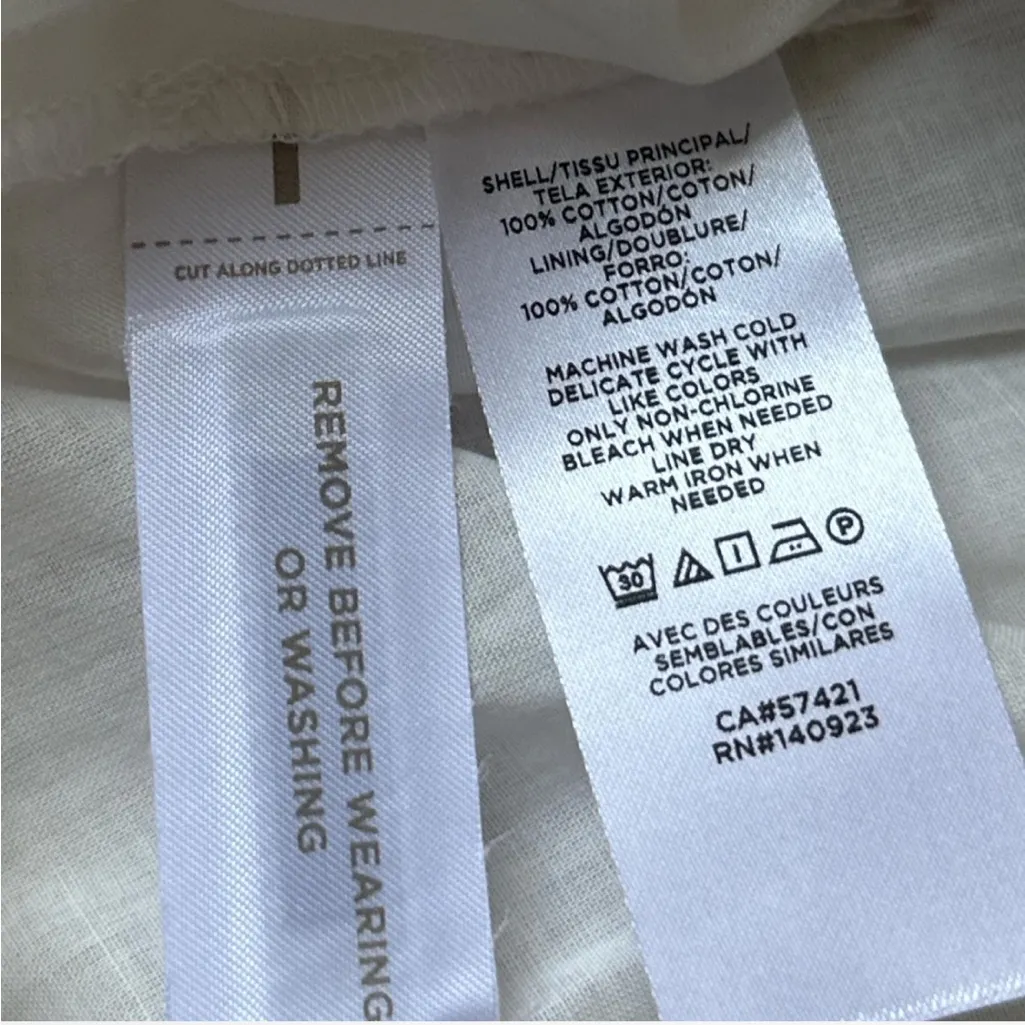 CUT ALONG DOTTED LINE
REMOVE BEFORE WEARING
OR WASHING
SHELL/TISSU PRINCIPAL/
TELA EXTERIOR:
100% COTTON/COTON/
ALGODÓN
LINING/DOUBLURE/
FORRO:
100% COTTON/COTON/
ALGODÓN
MACHINE WASH COLD
DELICATE CYCLE WITH
LIKE COLORS
ONLY NON-CHLORINE
BLEACH WHEN NEEDED
LINE DRY
WARM IRON WHEN
NEEDED
30 P
AVEC DES COULEURS
SEMBLABLES/CON
COLORES SIMILARES
CA#57421
RN#140923